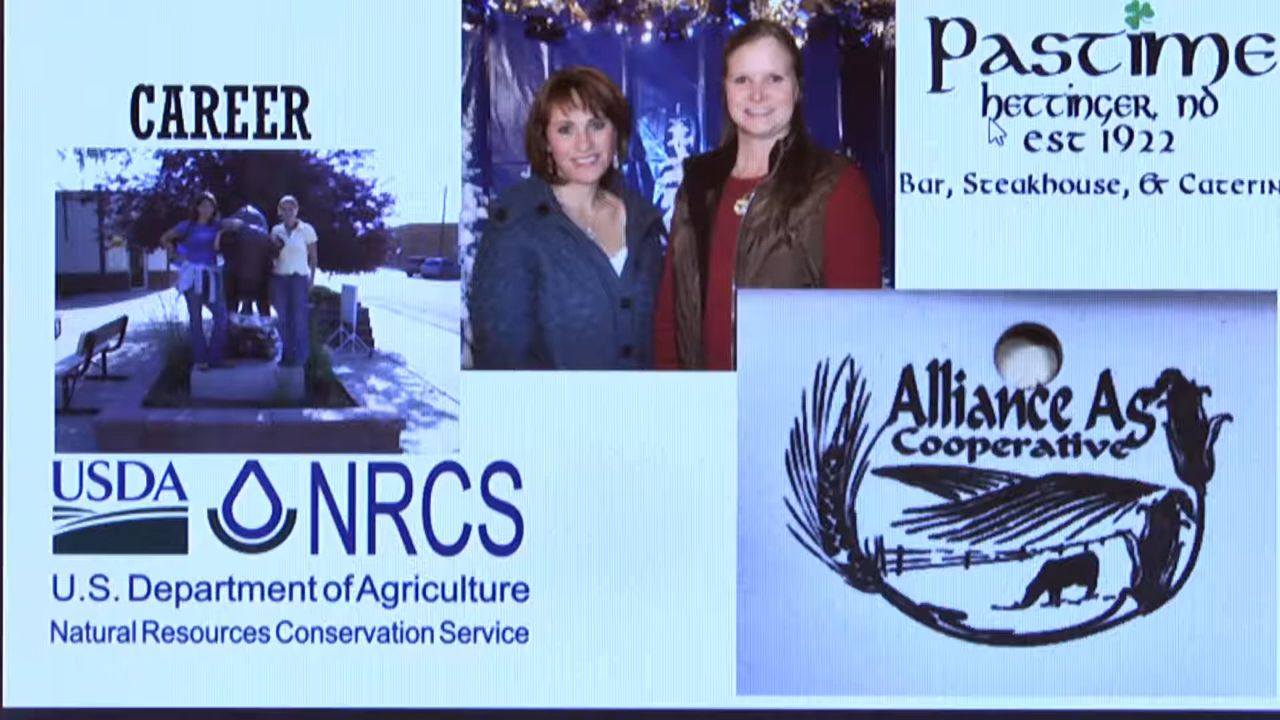 CAREER
Pastime
Hettinger, ND
est 1922
Bar, Steakhouse, & Caterin
Alliance Ag
Cooperative
USDA
NRCS
U.S. Department of Agriculture
Natural Resources Conservation Service